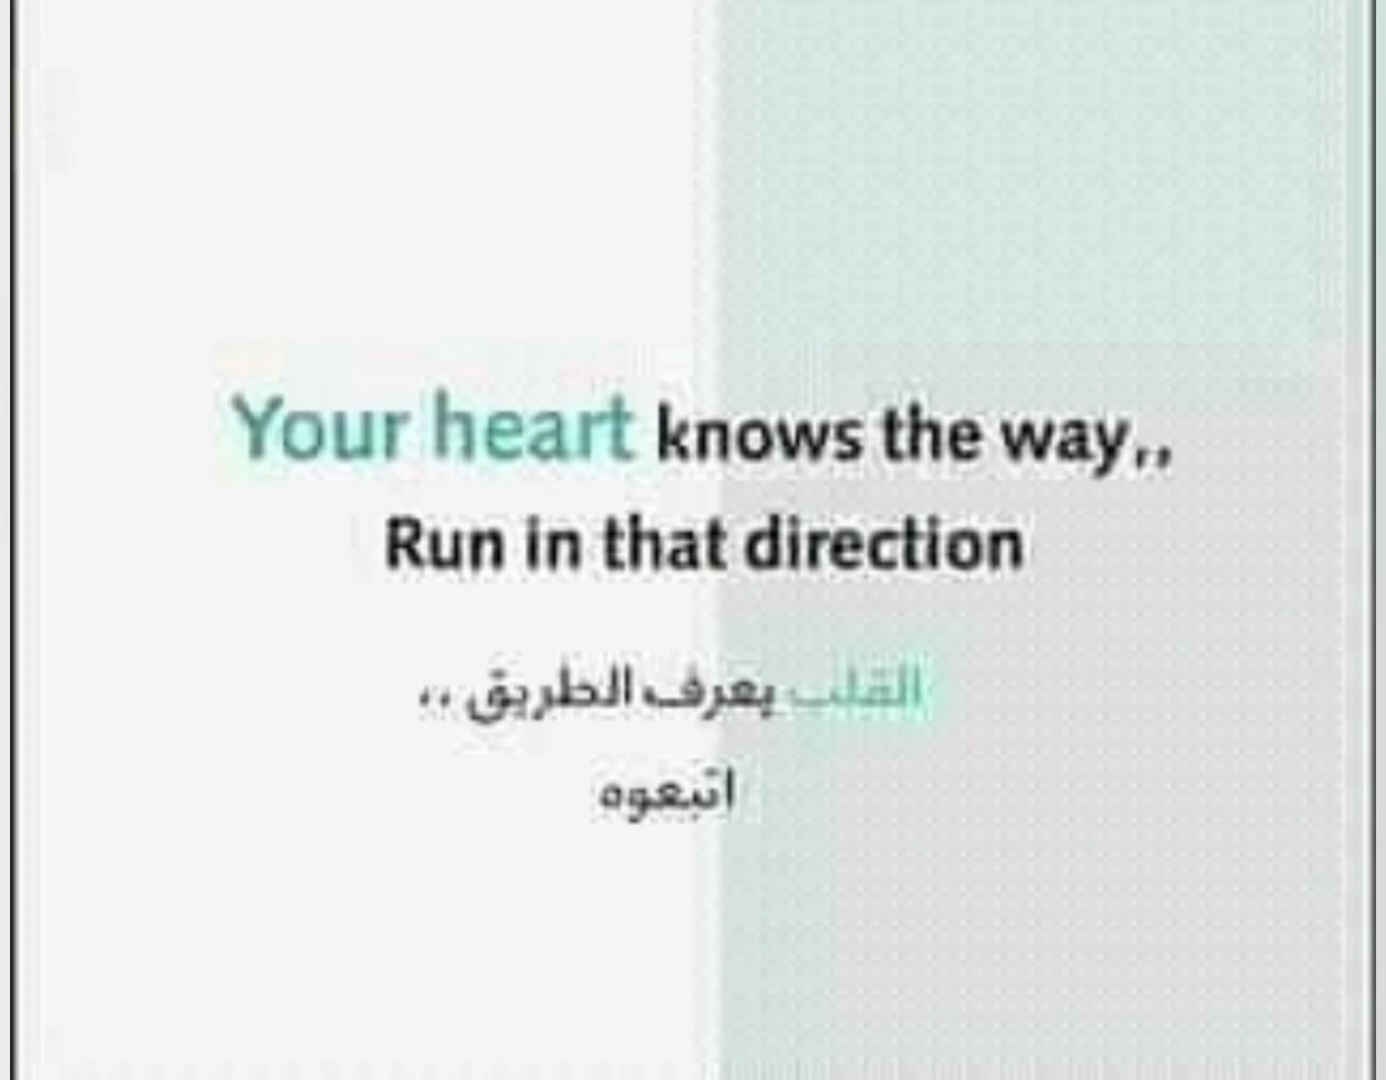 Your heart knows the way,,
Run in that direction
القلب يعرف الطريق ،،
اتبعوه